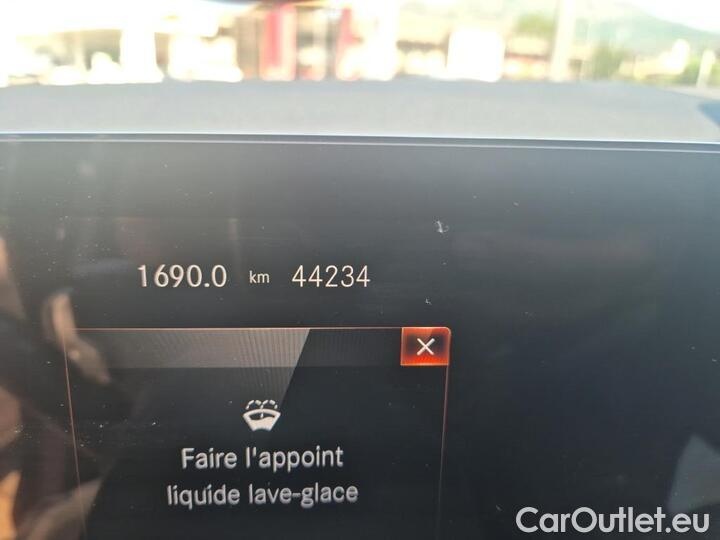 1690.0 km 44234
Faire l'appoint
liquide lave-glace
CarOutlet.eu